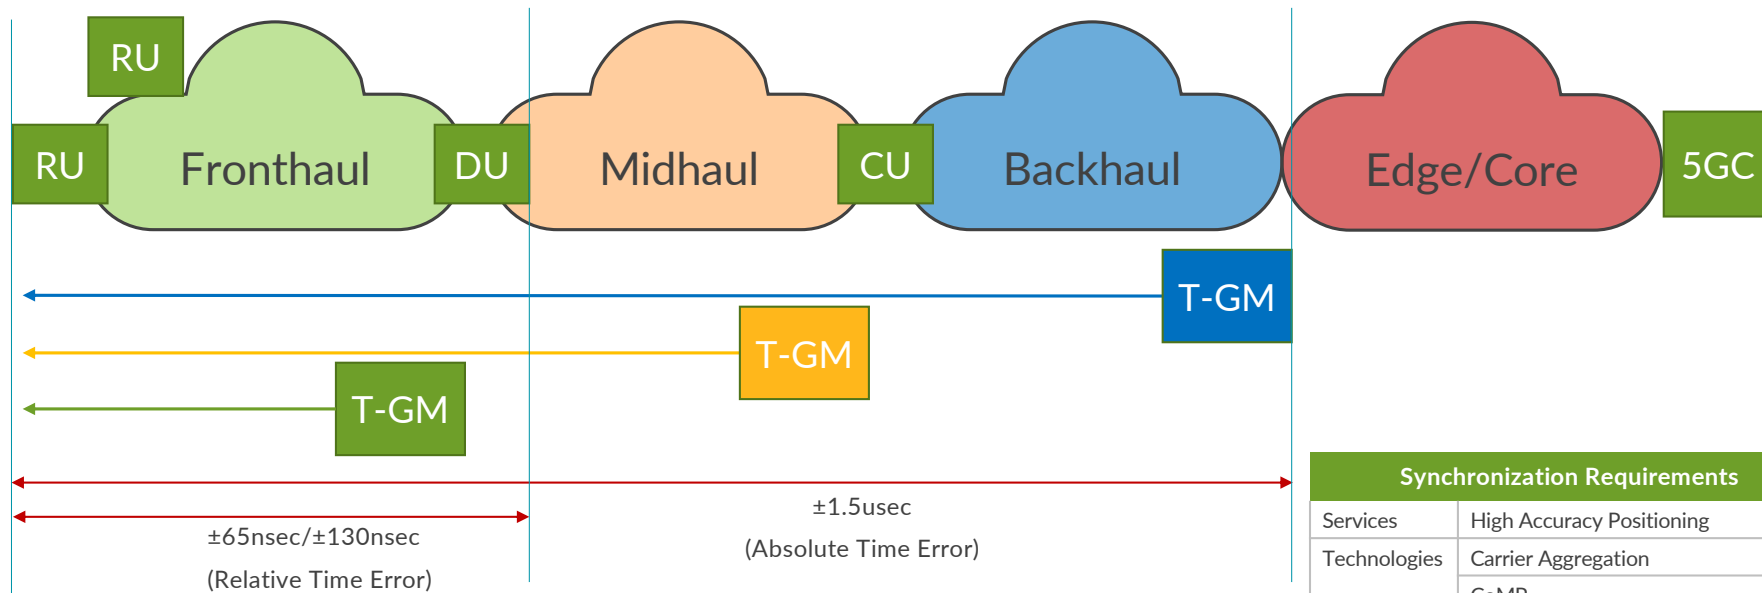 RU
RU
Fronthaul
DU
Midhaul
CU
Backhaul
Edge/Core
5GC
T-GM
T-GM
T-GM
±1.5usec
(Absolute Time Error)
±65nsec/±130nsec
(Relative Time Error)
Synchronization Requirements
Services High Accuracy Positioning
Technologies Carrier Aggregation